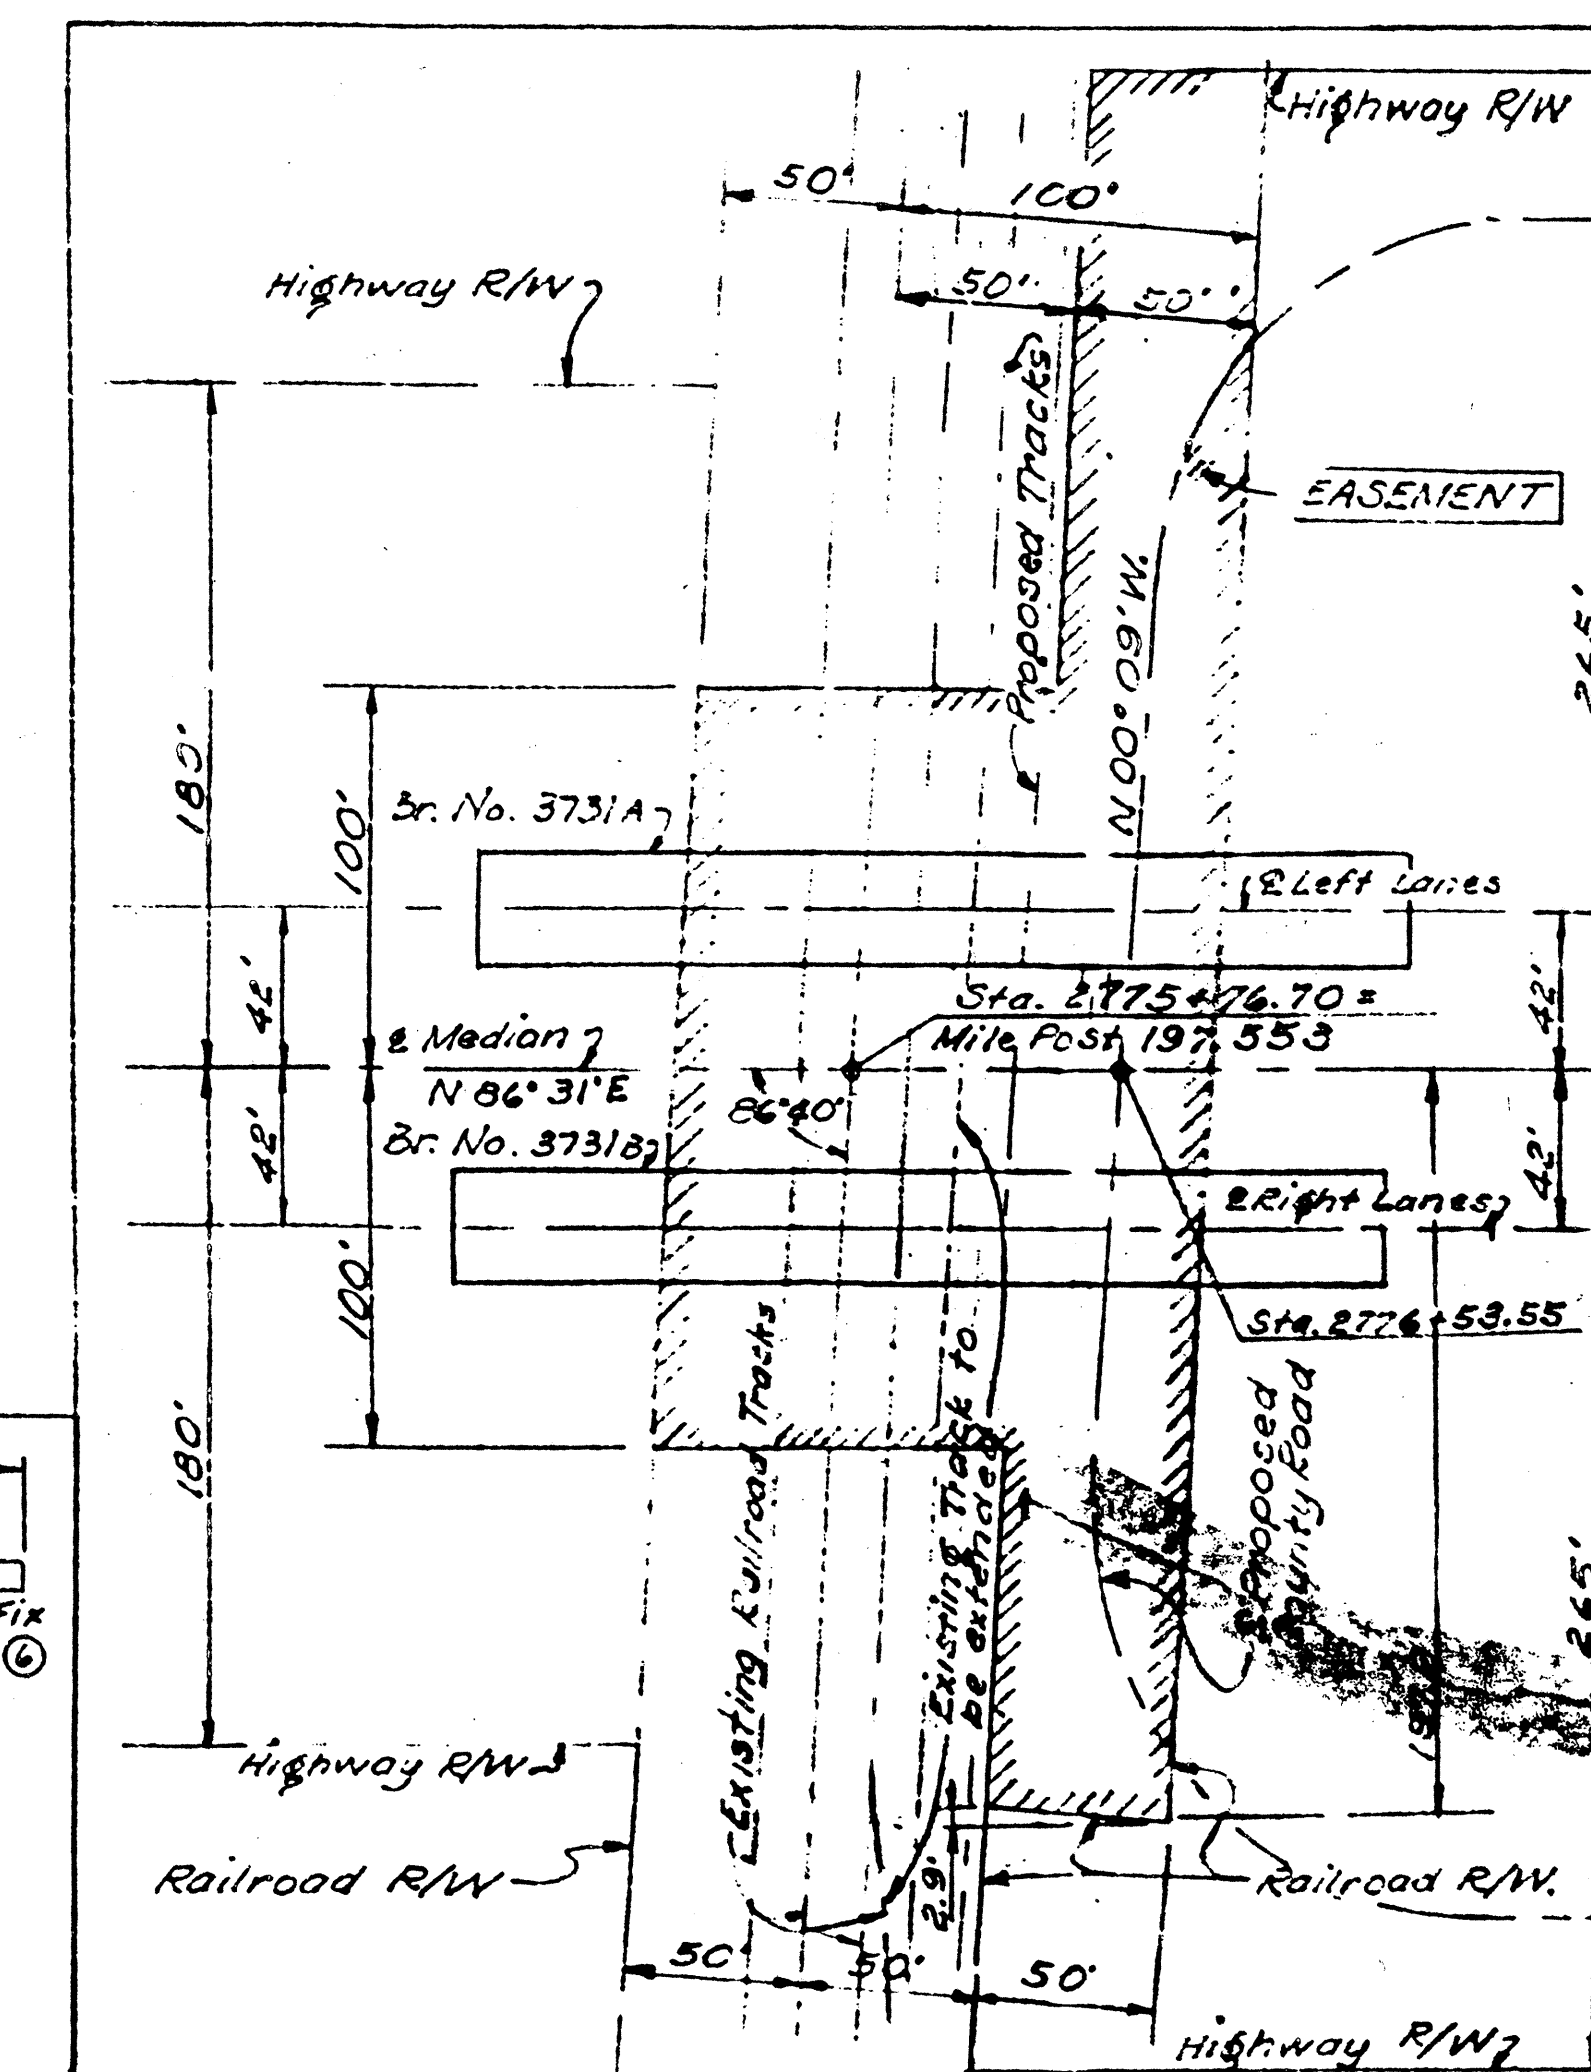 Highway R/W
50'
100'
Highway R/W
50'
50'
Proposed Tracks
EASEMENT
N 00°09' W.
180'
100'
Br. No. 3731A
℄ Left Lanes
42'
42'
Sta. 2775+76.70 =
Mile Post 197.553
℄ Median
N 86° 31' E
86°40'
42'
42'
Br. No. 3731B
℄ Right Lanes
100'
Sta. 2776+53.55
180'
Existing Railroad Tracks
Existing Track to
be extended
℄ Proposed
County Road
265'
Fix
6
Highway R/W
Railroad R/W
2.9'
Railroad R/W.
50'
50'
50'
Highway R/W